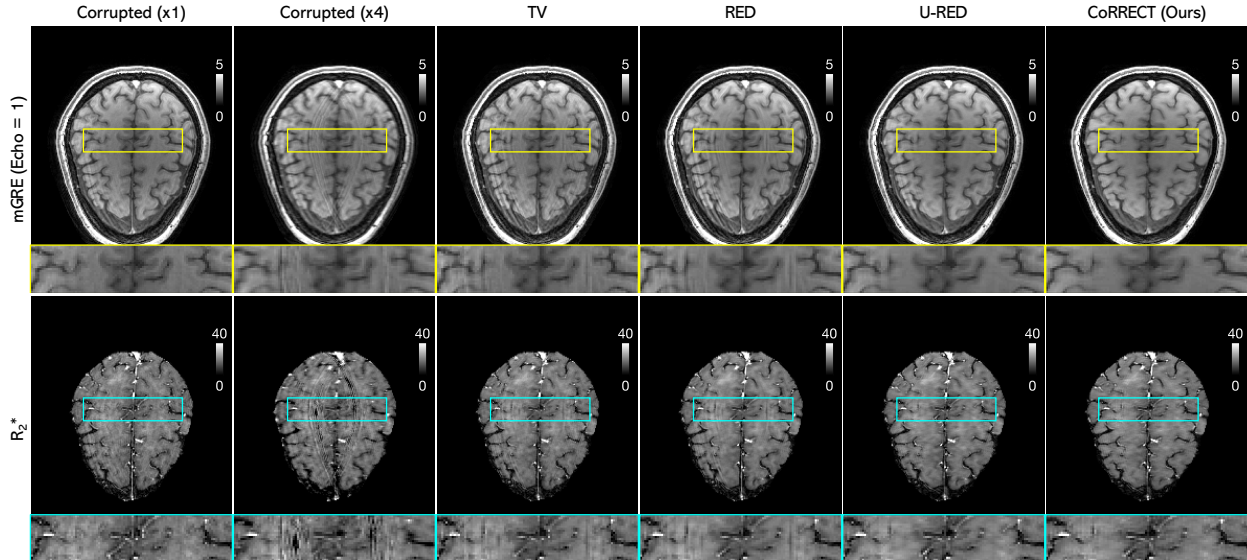 Corrupted (x1) Corrupted (x4) TV RED U-RED CoRRECT (Ours)
mGRE (Echo = 1)
5 5 5 5 5 5
0 0 0 0 0 0
R2*
40 40 40 40 40 40
0 0 0 0 0 0